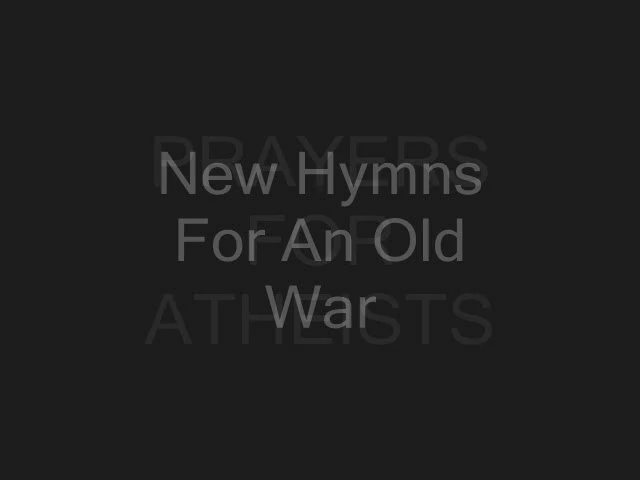 PRAYERS
FOR
ATHEISTS
New Hymns
For An Old
War